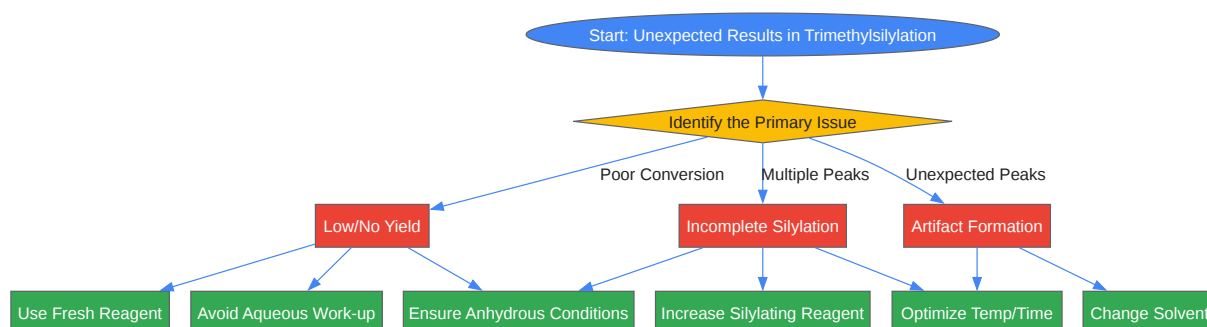 Start: Unexpected Results in Trimethylsilylation
Identify the Primary Issue
Poor Conversion
Multiple Peaks
Unexpected Peaks
Low/No Yield
Incomplete Silylation
Artifact Formation
Use Fresh Reagent
Avoid Aqueous Work-up
Ensure Anhydrous Conditions
Increase Silylating Reagent
Optimize Temp/Time
Change Solvent